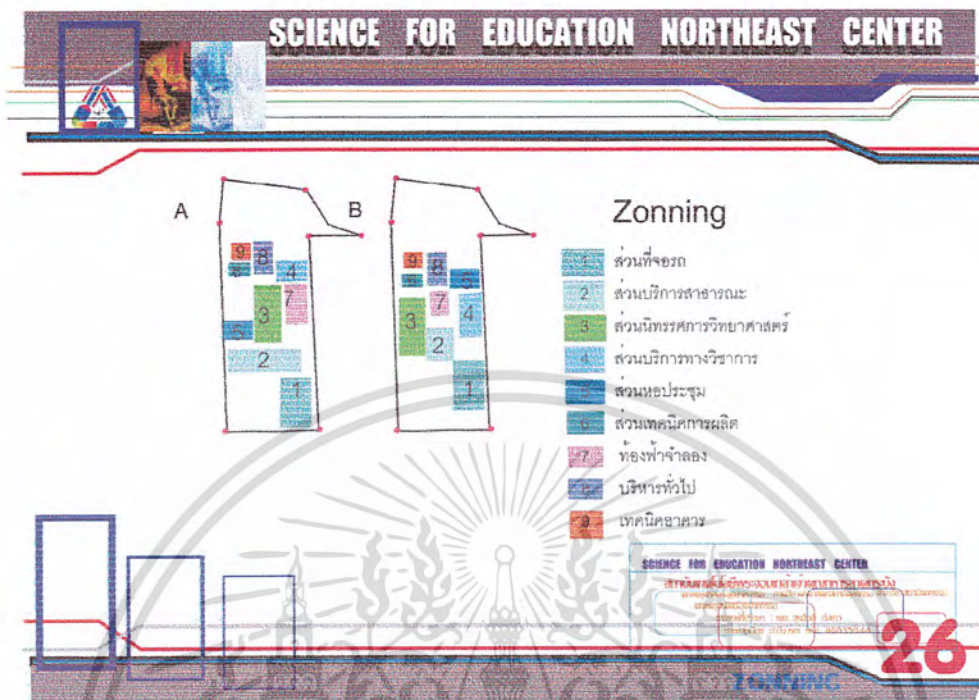 SCIENCE FOR EDUCATION NORTHEAST CENTER
A
B
9
8
6
4
7
3
5
2
1
9
8
6
5
7
4
3
2
1
Zonning
1 ส่วนที่จอรถ
2 ส่วนบริการสาธารณะ
3 ส่วนนิทรรศการวิทยาศาสตร์
4 ส่วนบริการทางวิชาการ
5 ส่วนหอประชุม
6 ส่วนเทคนิคการผลิต
7 ท้องฟ้าจำลอง
8 บริหารทั่วไป
9 เทคนิคอาคาร
SCIENCE FOR EDUCATION NORTHEAST CENTER
26
ZONNING